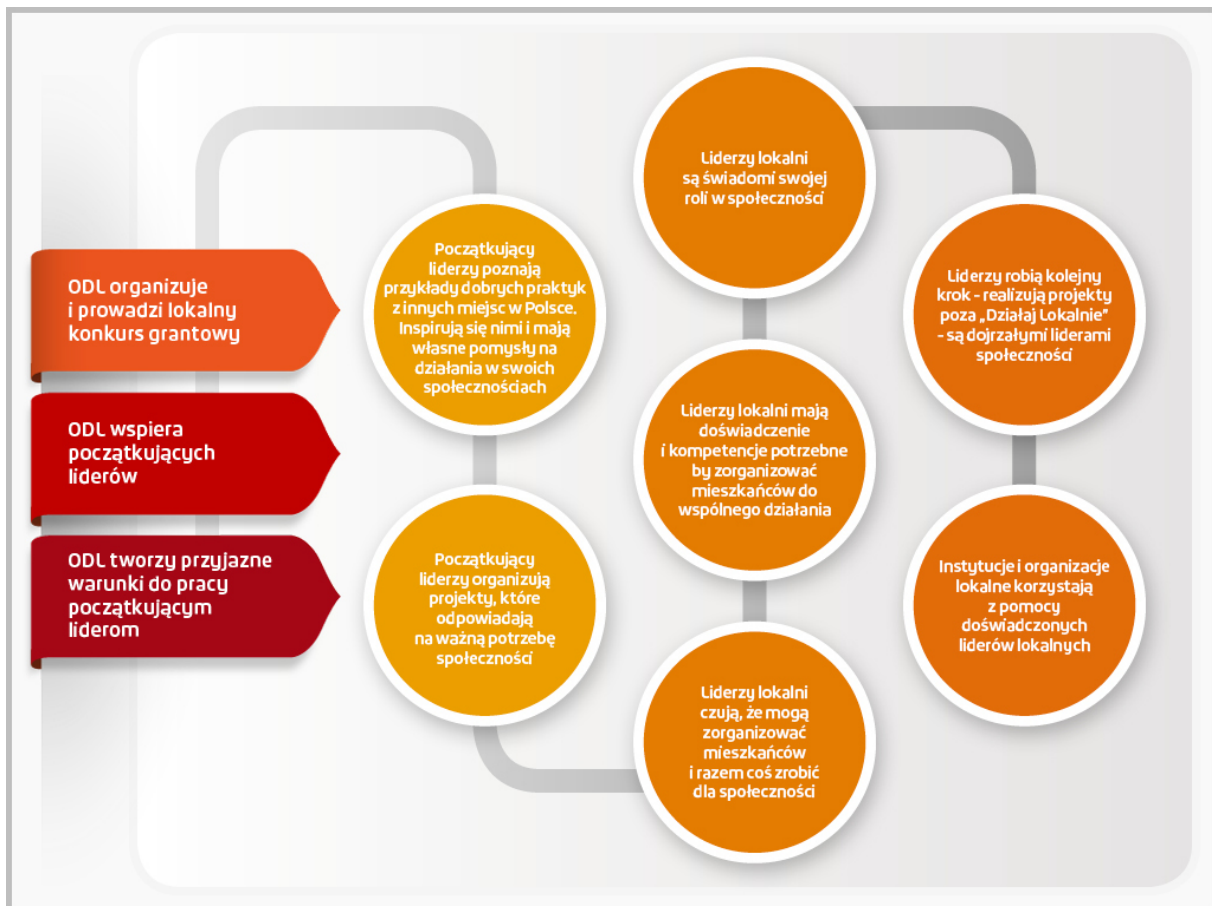 ODL organizuje
i prowadzi lokalny
konkurs grantowy
ODL wspiera
początkujących
liderów
ODL tworzy przyjazne
warunki do pracy
początkującym
liderom
Początkujący
liderzy poznają
przykłady dobrych praktyk
z innych miejsc w Polsce.
Inspirują się nimi i mają
własne pomysły na
działania w swoich
społecznościach
Początkujący
liderzy organizują
projekty, które
odpowiadają
na ważną potrzebę
społeczności
Liderzy lokalni
czują, że mogą
zorganizować
mieszkańców
i razem coś zrobić
dla społeczności
Liderzy lokalni mają
doświadczenie
i kompetencje potrzebne
by zorganizować
mieszkańców do
wspólnego działania
Liderzy lokalni
są świadomi swojej
roli w społeczności
Liderzy robią kolejny
krok - realizują projekty
poza „Działaj Lokalnie”
- są dojrzałymi liderami
społeczności
Instytucje i organizacje
lokalne korzystają
z pomocy
doświadczonych
liderów lokalnych